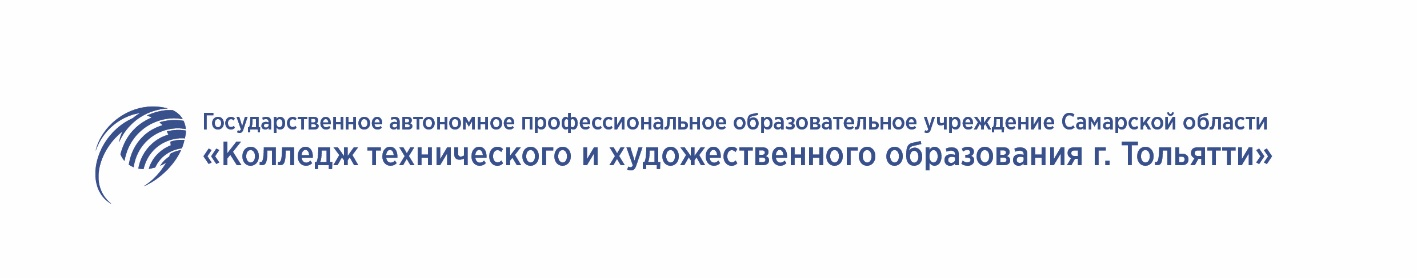 Государственное автономное профессиональное образовательное учреждение Самарской области
«Колледж технического и художественного образования г. Тольятти»